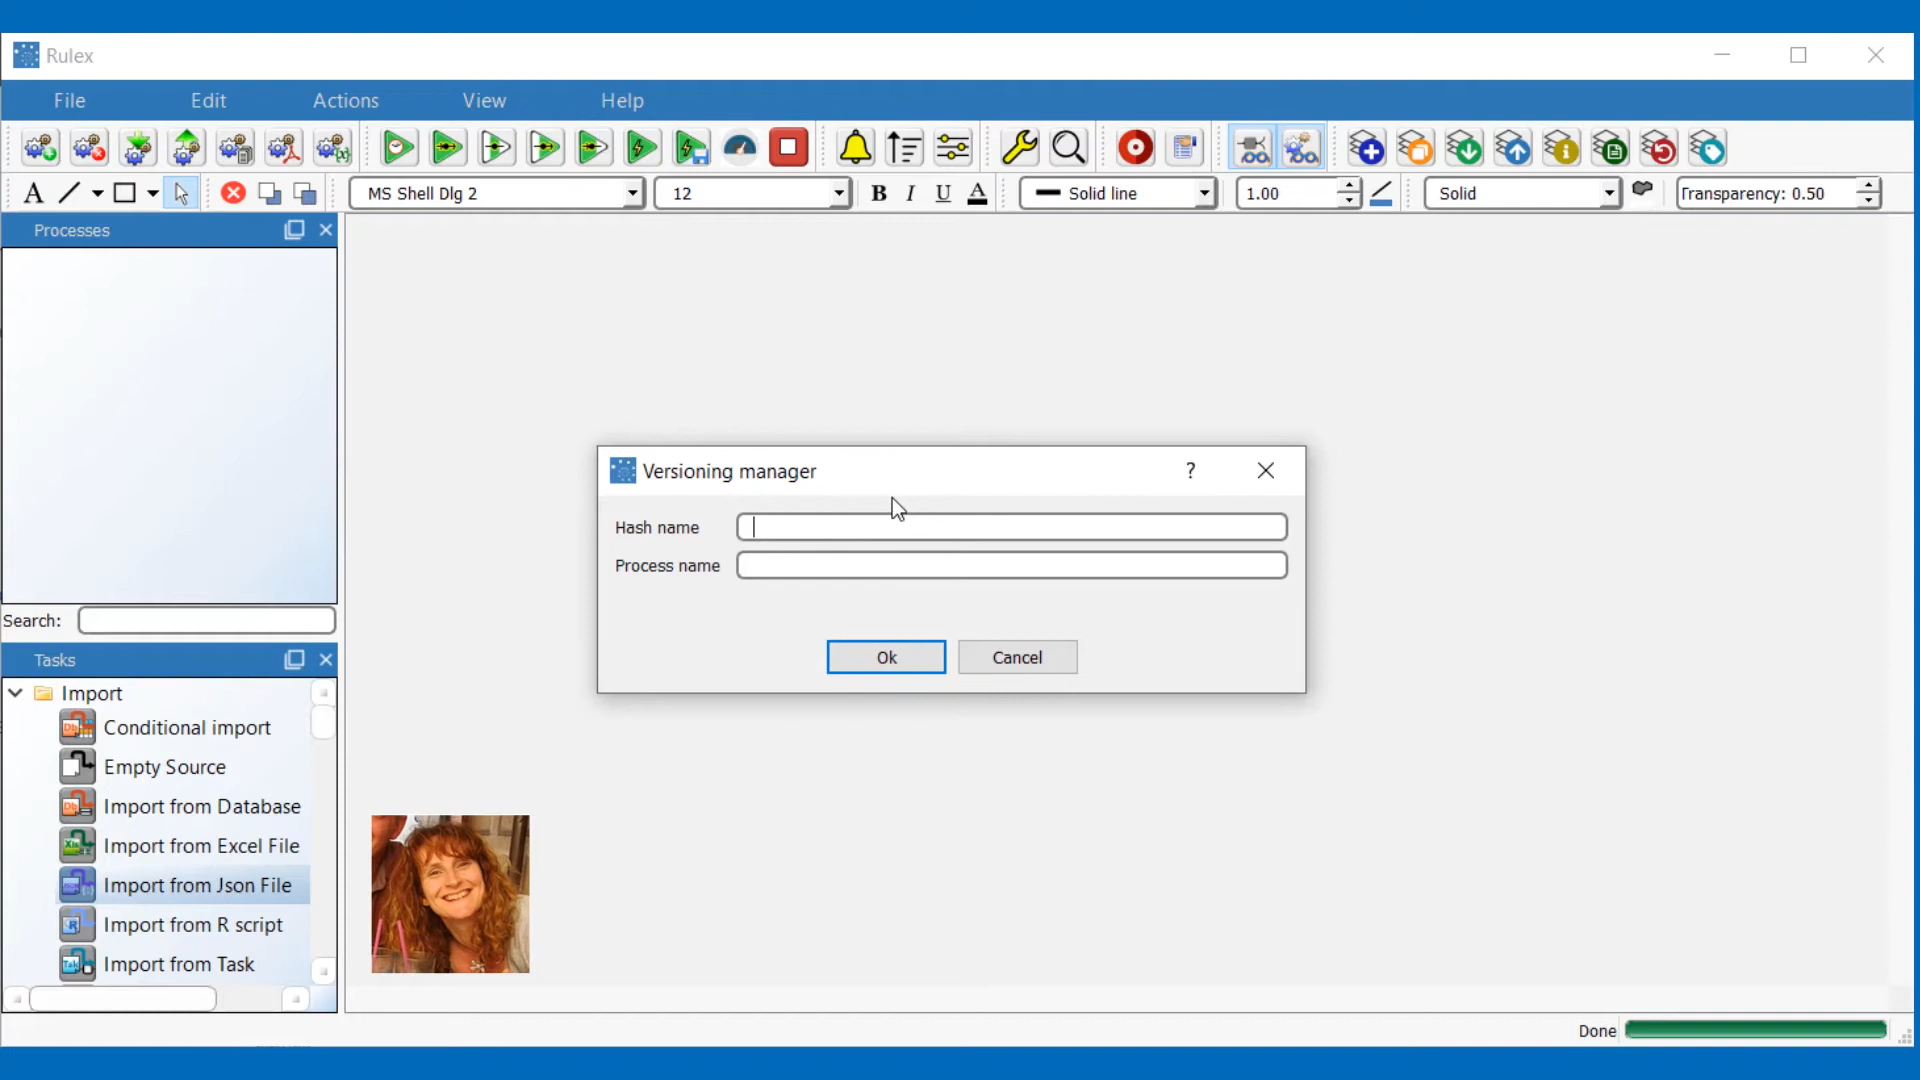 Rulex
File Edit Actions View Help
A MS Shell Dlg 2 12 B I U A Solid line 1.00 Solid Transparency: 0.50
Processes
Versioning manager ?
Hash name
Process name
Ok Cancel
Search:
Tasks
Import
Conditional import
Empty Source
Import from Database
Import from Excel File
Import from Json File
Import from R script
Import from Task
Done